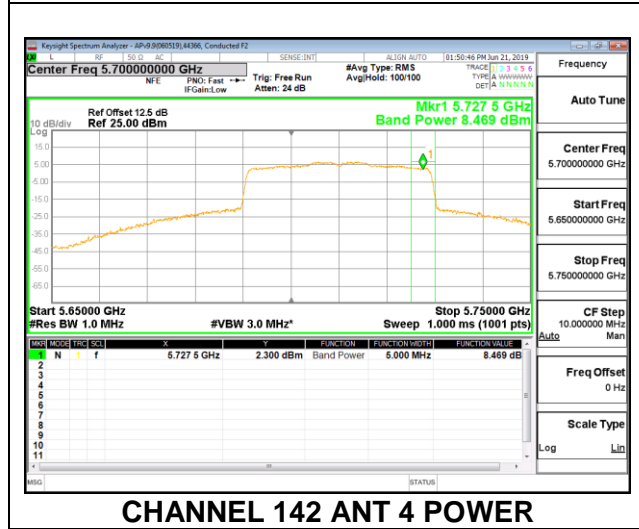 Keysight Spectrum Analyzer - APv9.9(060519),44366, Conducted F2
L RF 50 Ω AC SENSE:INT ALIGN AUTO 01:50:46 PM Jun 21, 2019
Center Freq 5.700000000 GHz
NFE PNO: Fast IFGain:Low
Trig: Free Run Atten: 24 dB
#Avg Type: RMS Avg|Hold: 100/100
TRACE 1 2 3 4 5 6
TYPE A WWWWW
DET A N N N N N
Frequency
Auto Tune
Center Freq
5.700000000 GHz
Start Freq
5.650000000 GHz
Stop Freq
5.750000000 GHz
CF Step
10.000000 MHz
Auto Man
Freq Offset
0 Hz
Scale Type
Log Lin
Mkr1 5.727 5 GHz
Band Power 8.469 dBm
Ref Offset 12.5 dB
10 dB/div Ref 25.00 dBm
Log
15.0
5.00
-5.00
-15.0
-25.0
-35.0
-45.0
-55.0
-65.0
1
Start 5.65000 GHz Stop 5.75000 GHz
#Res BW 1.0 MHz #VBW 3.0 MHz* Sweep 1.000 ms (1001 pts)
MKR MODE TRC SCL X Y FUNCTION FUNCTION WIDTH FUNCTION VALUE
1 N 1 f 5.727 5 GHz 2.300 dBm Band Power 5.000 MHz 8.469 dB
2
3
4
5
6
7
8
9
10
11
MSG STATUS
CHANNEL 142 ANT 4 POWER